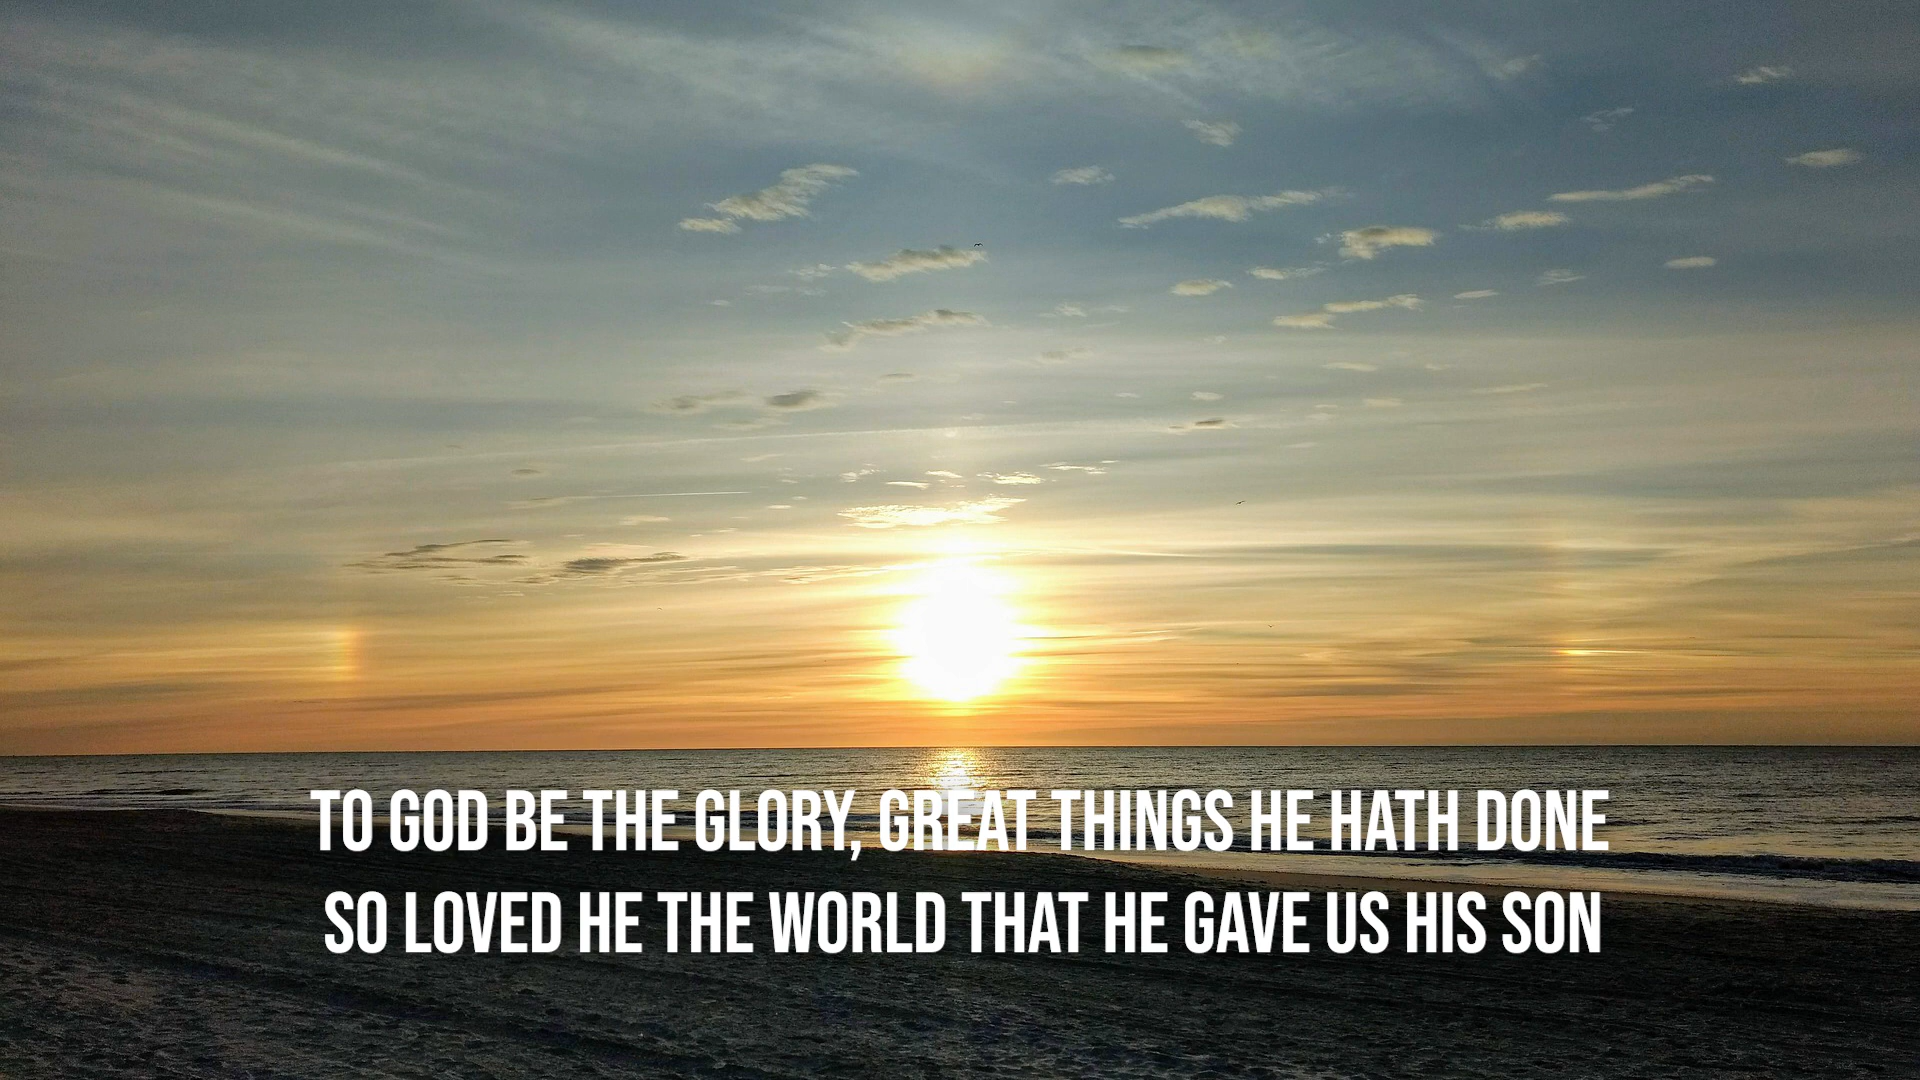 TO GOD BE THE GLORY, GREAT THINGS HE HATH DONE
SO LOVED HE THE WORLD THAT HE GAVE US HIS SON